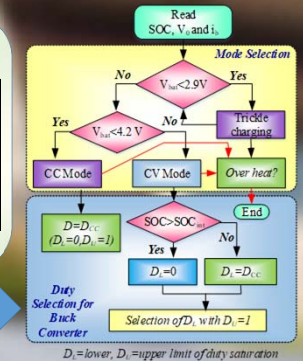 Read
SOC, V₀ and i_b
Mode Selection
V_bat<2.9V
No
Yes
Yes
V_bat<4.2 V
No
Trickle
charging
CC Mode
CV Mode
Over heat?
D=D_CC
(D_L=0,D_U=1)
SOC>SOC_set
End
Yes
No
Duty
Selection for
Buck
Converter
D_L=0
D_L=D_CC
Selection of D_L with D_U=1
D_L=lower, D_U=upper limit of duty saturation